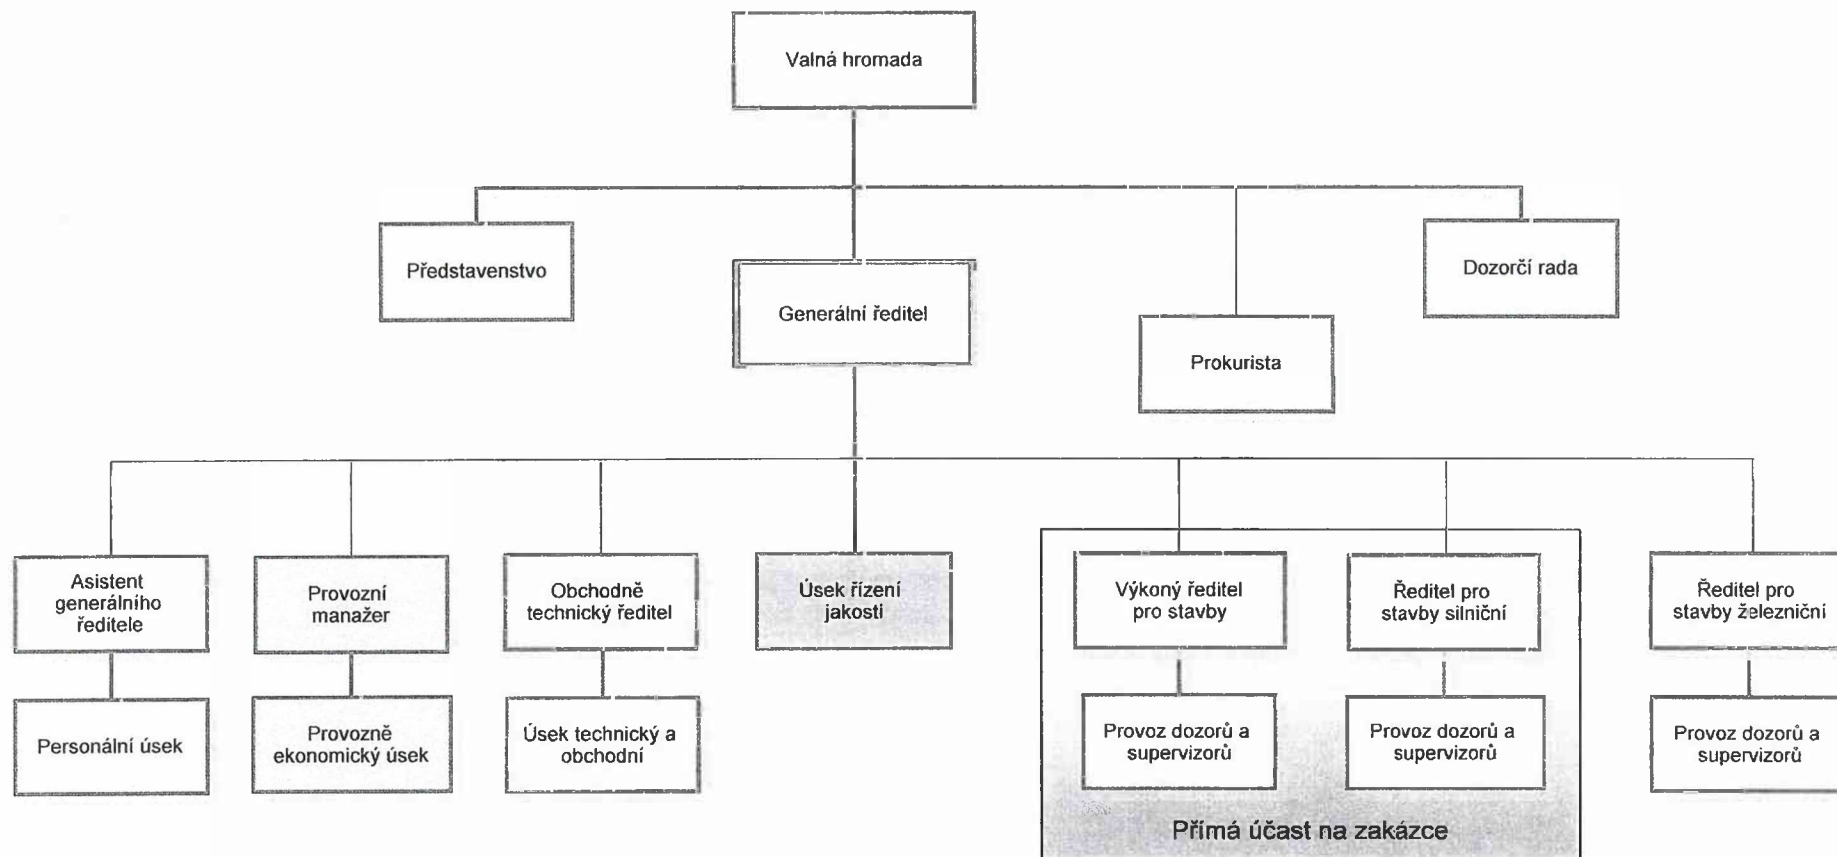 Valná hromada
Představenstvo
Generální ředitel
Prokurista
Dozorčí rada
Asistent
generálního
ředitele
Provozní
manažer
Obchodně
technický ředitel
Úsek řízení
jakosti
Výkoný ředitel
pro stavby
Ředitel pro
stavby silniční
Ředitel pro
stavby železniční
Personální úsek
Provozně
ekonomický úsek
Úsek technický a
obchodní
Provoz dozorů a
supervizorů
Provoz dozorů a
supervizorů
Provoz dozorů a
supervizorů
Přímá účast na zakázce